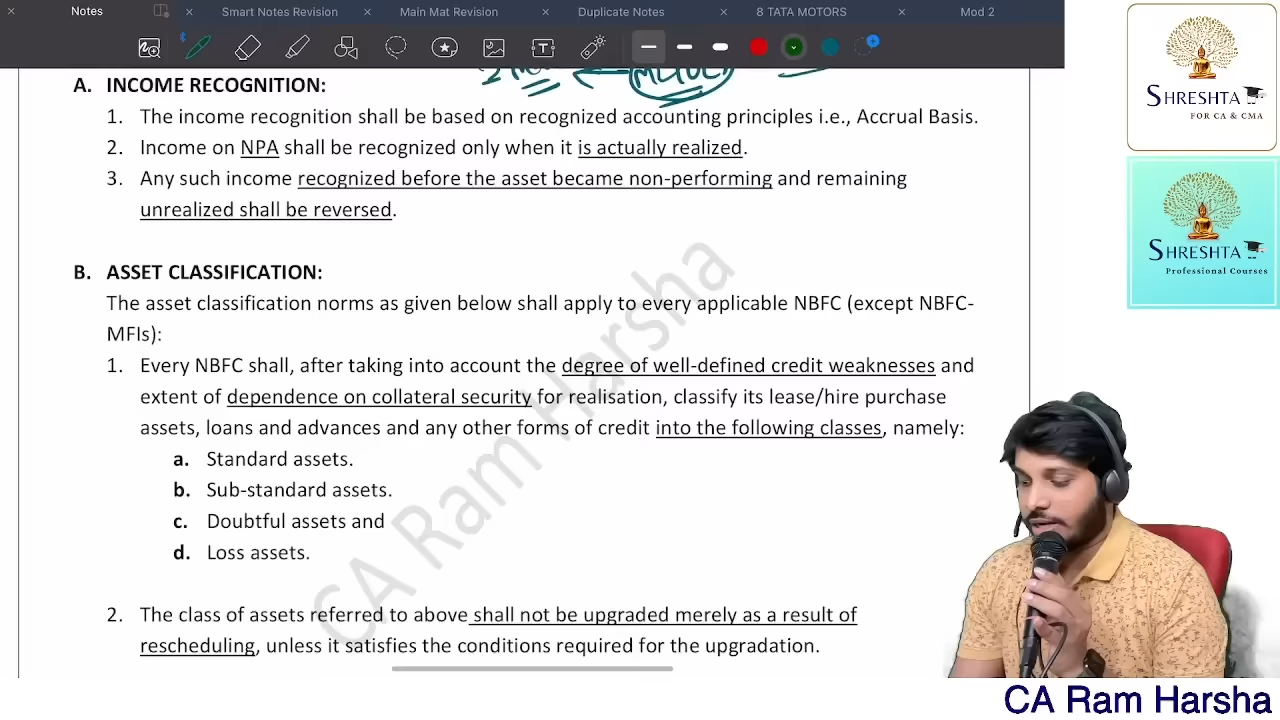 Notes
Smart Notes Revision
Main Mat Revision
Duplicate Notes
8 TATA MOTORS
Mod 2
A. INCOME RECOGNITION:
1. The income recognition shall be based on recognized accounting principles i.e., Accrual Basis.
2. Income on NPA shall be recognized only when it is actually realized.
3. Any such income recognized before the asset became non-performing and remaining
unrealized shall be reversed.
B. ASSET CLASSIFICATION:
The asset classification norms as given below shall apply to every applicable NBFC (except NBFC-
MFIs):
1. Every NBFC shall, after taking into account the degree of well-defined credit weaknesses and
extent of dependence on collateral security for realisation, classify its lease/hire purchase
assets, loans and advances and any other forms of credit into the following classes, namely:
a. Standard assets.
b. Sub-standard assets.
c. Doubtful assets and
d. Loss assets.
2. The class of assets referred to above shall not be upgraded merely as a result of
rescheduling, unless it satisfies the conditions required for the upgradation.
CA Ram Harsha
SHRESHTA
FOR CA & CMA
SHRESHTA
Professional Courses
CA Ram Harsha